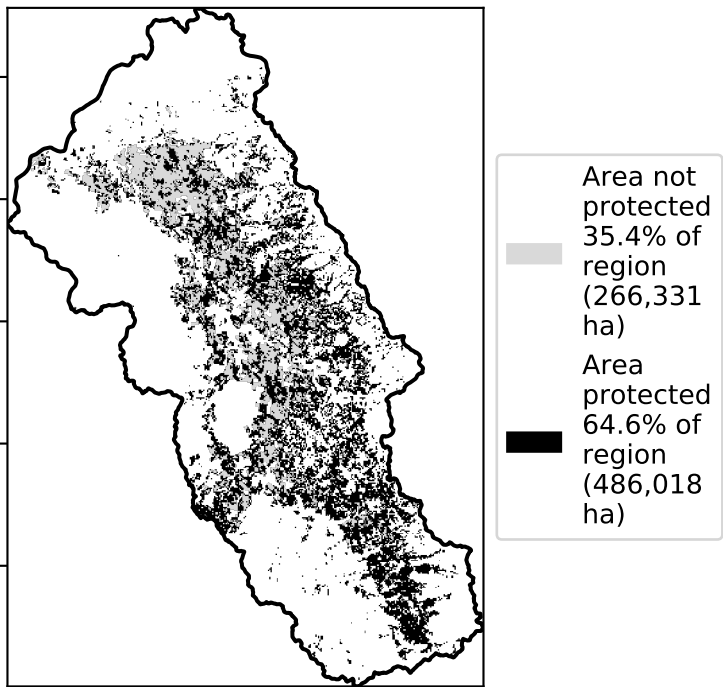 Area not
protected
35.4% of
region
(266,331
ha)
Area
protected
64.6% of
region
(486,018
ha)